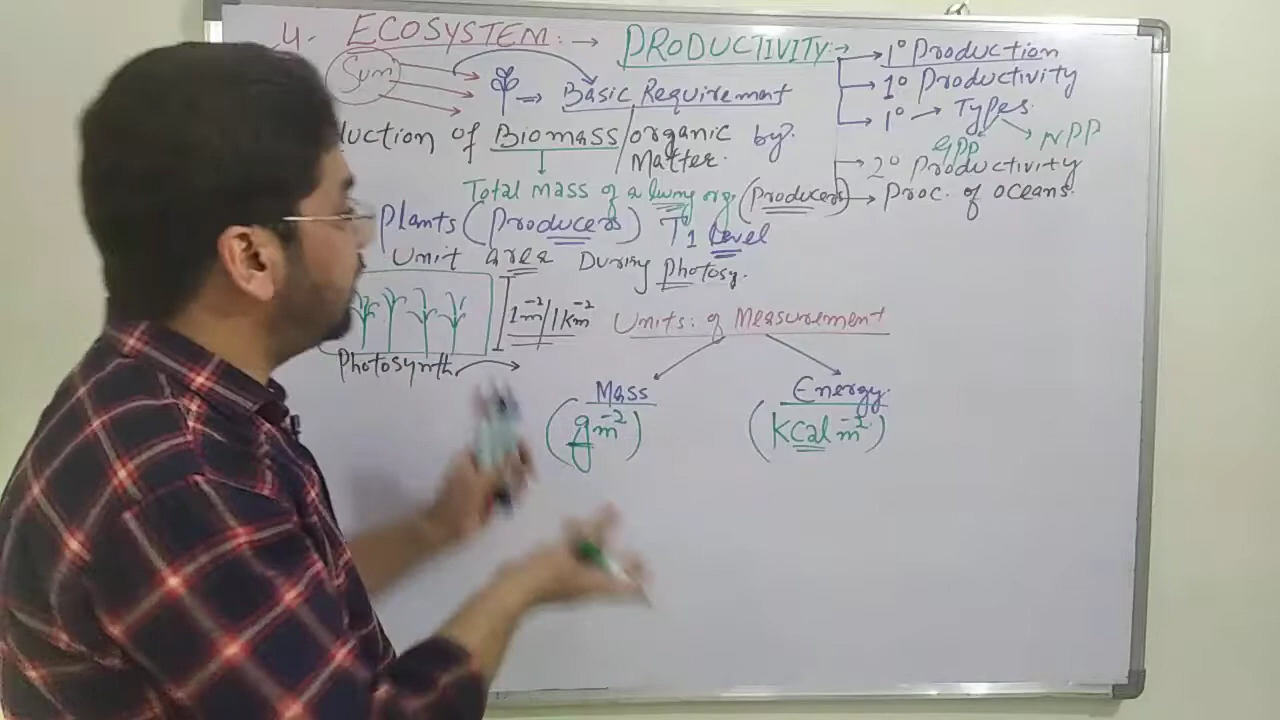 4. ECOSYSTEM:- → PRODUCTIVITY:→
→ 1° Production
→ 1° Productivity
→ 1° → Types
GPP NPP
→ 2° Productivity
→ Proc. of oceans.
Sun
⇒ Basic Requirement
duction of Biomass/organic Matter. by:
Total mass of a living org (Producers)
Plants (Producers) T1 level
Unit area During Photosy.
1m⁻²/1km⁻²
Photosynth
Units: of Measurement
Mass
(gm⁻²)
Energy
(KCal m⁻²)